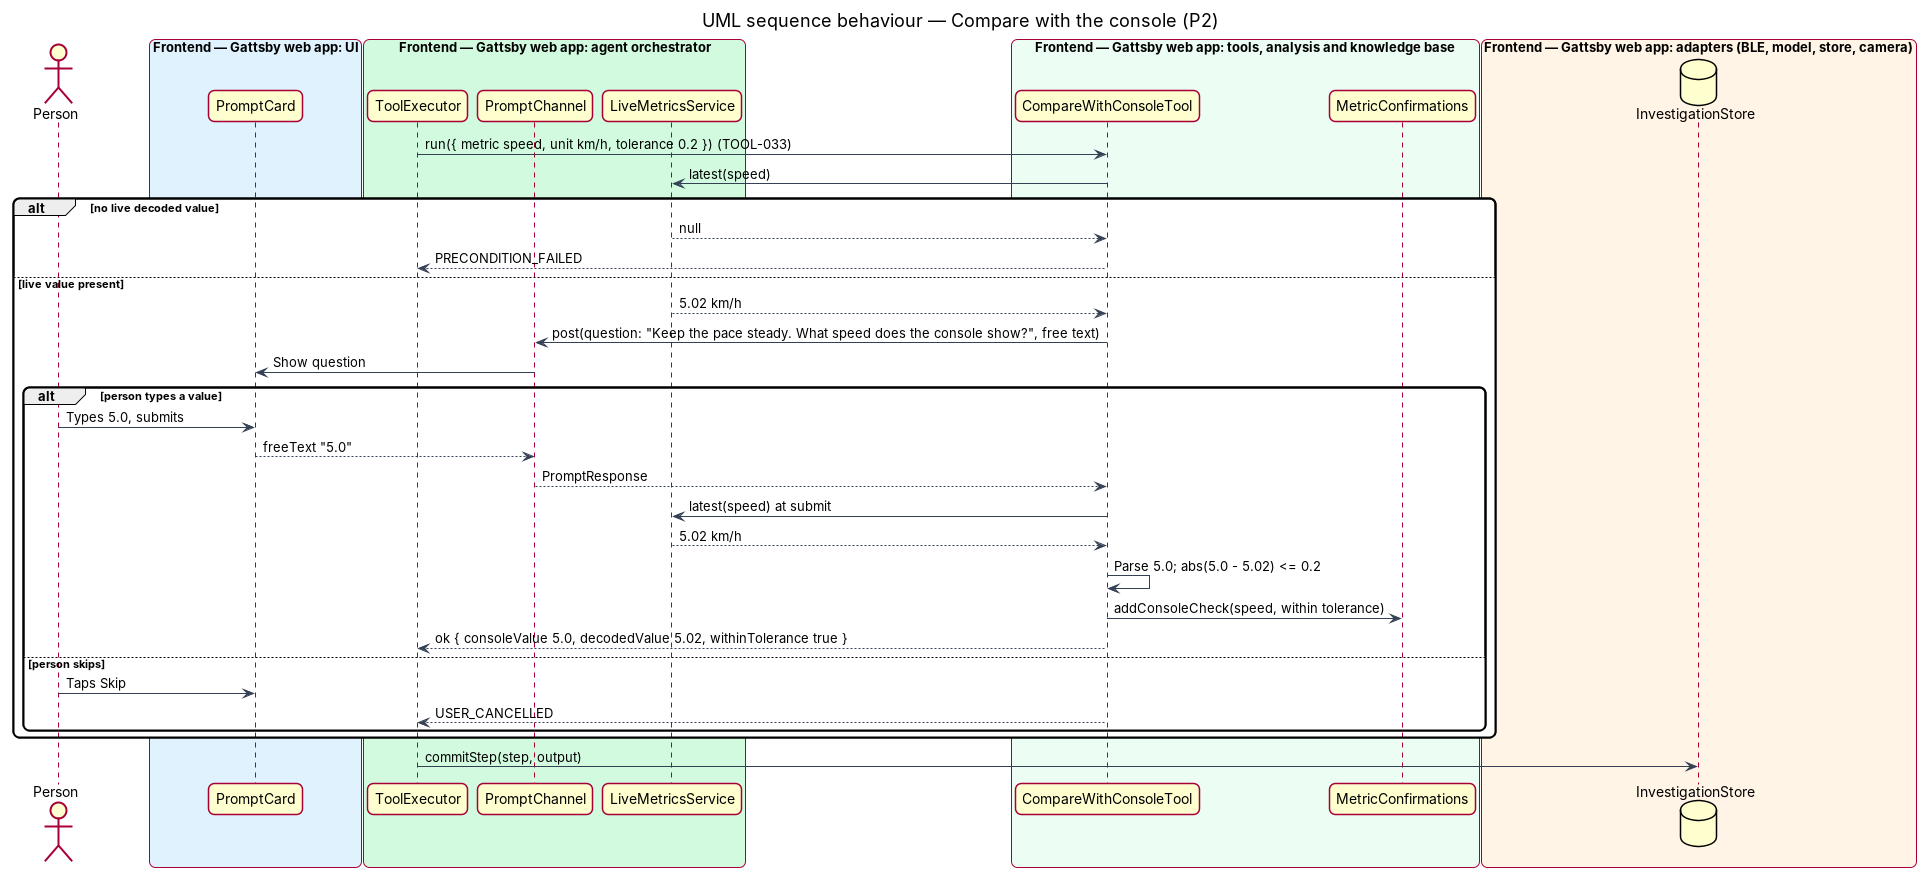 UML sequence behaviour — Compare with the console (P2)
Frontend — Gattsby web app: UI
Frontend — Gattsby web app: agent orchestrator
Frontend — Gattsby web app: tools, analysis and knowledge base
Frontend — Gattsby web app: adapters (BLE, model, store, camera)
Person
PromptCard
ToolExecutor
PromptChannel
LiveMetricsService
CompareWithConsoleTool
MetricConfirmations
InvestigationStore
run({ metric speed, unit km/h, tolerance 0.2 }) (TOOL-033)
latest(speed)
alt
[no live decoded value]
null
PRECONDITION_FAILED
[live value present]
5.02 km/h
post(question: "Keep the pace steady. What speed does the console show?", free text)
Show question
alt
[person types a value]
Types 5.0, submits
freeText "5.0"
PromptResponse
latest(speed) at submit
5.02 km/h
Parse 5.0; abs(5.0 - 5.02) <= 0.2
addConsoleCheck(speed, within tolerance)
ok { consoleValue 5.0, decodedValue 5.02, withinTolerance true }
[person skips]
Taps Skip
USER_CANCELLED
commitStep(step, output)
Person
PromptCard
ToolExecutor
PromptChannel
LiveMetricsService
CompareWithConsoleTool
MetricConfirmations
InvestigationStore